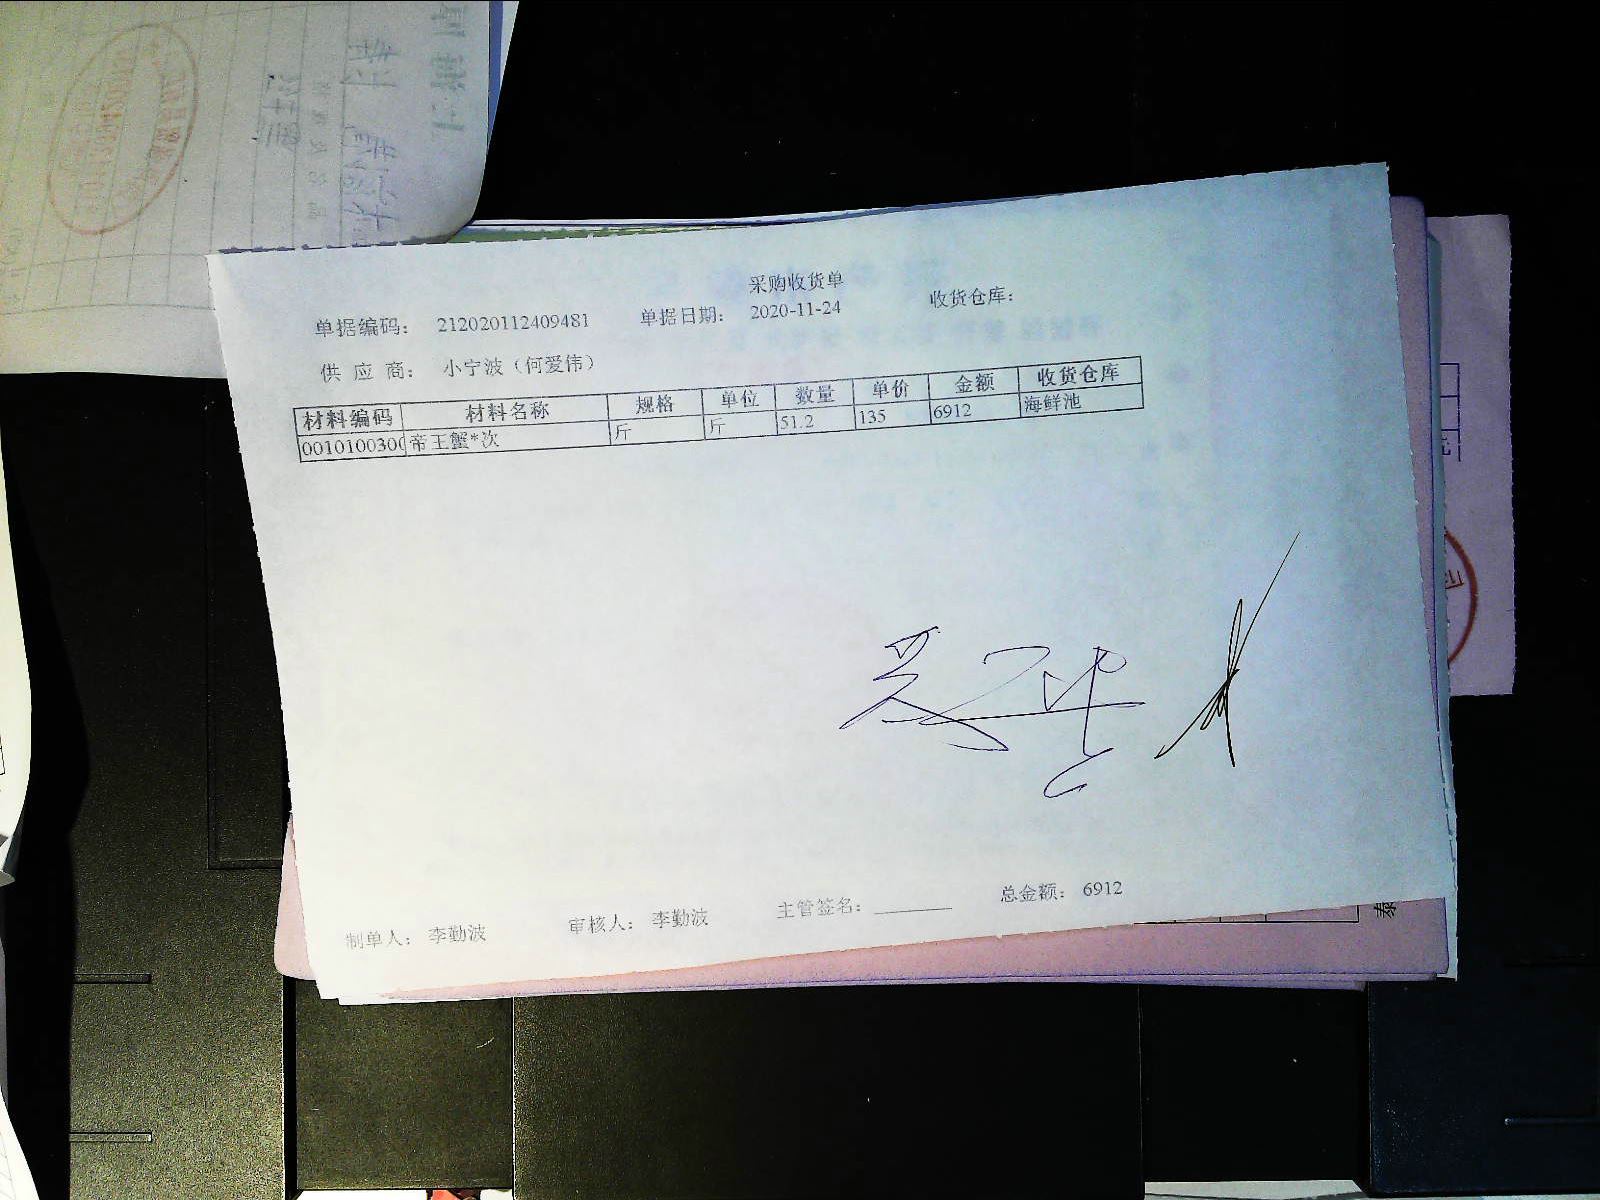 采购收货单
单据编码： 212020112409481 单据日期： 2020-11-24 收货仓库：
供 应 商： 小宁波（何爱伟）
材料编码 材料名称 规格 单位 数量 单价 金额 收货仓库
0010100300 帝王蟹*次 斤 斤 51.2 135 6912 海鲜池
制单人： 李勤波 审核人： 李勤波 主管签名： 总金额： 6912